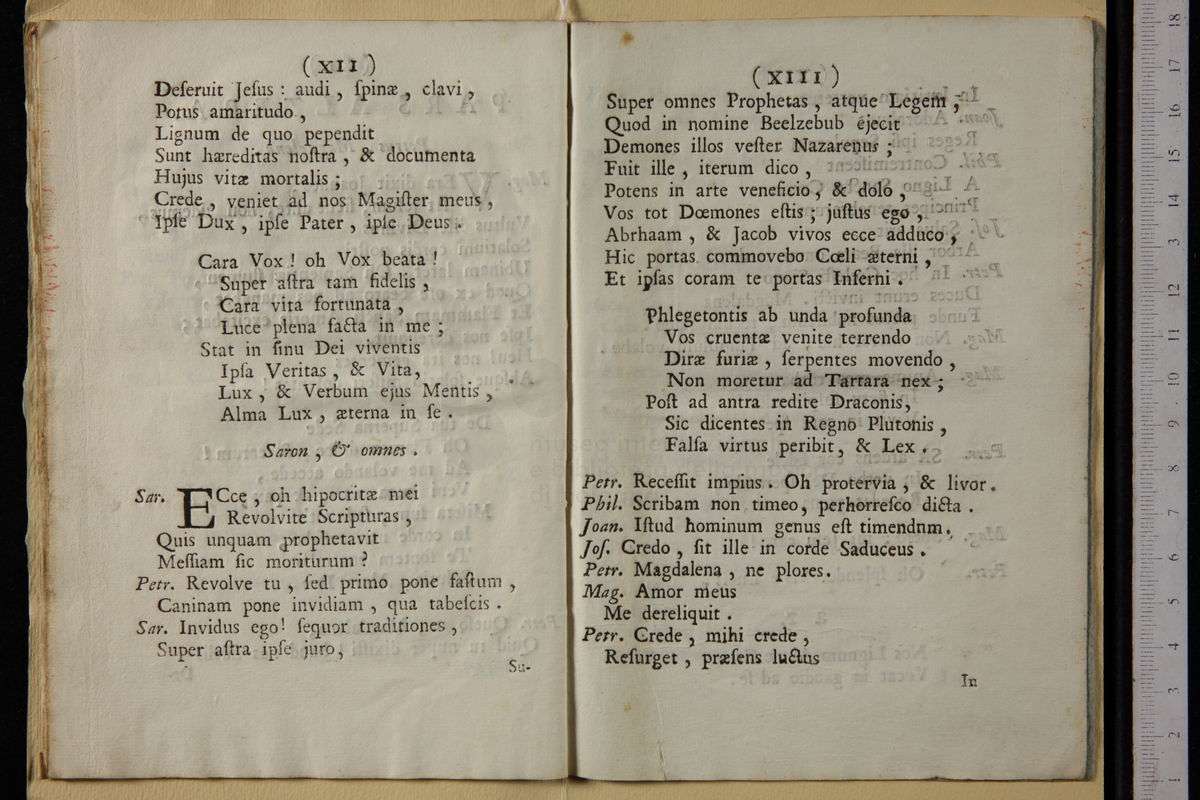 (XII)
Deſeruit Jeſus : audi , ſpinæ , clavi ,
Potus amaritudo ,
Lignum de quo pependit
Sunt hæreditas noſtra , & documenta
Hujus vitæ mortalis ;
Crede , veniet ad nos Magiſter meus ,
Ipſe Dux , ipſe Pater , ipſe Deus .
Cara Vox ! oh Vox beata !
Super aſtra tam fidelis ,
Cara vita fortunata ,
Luce plena facta in me ;
Stat in ſinu Dei viventis
Ipſa Veritas , & Vita,
Lux , & Verbum ejus Mentis ,
Alma Lux , æterna in ſe .
Saron , & omnes .
Sar. ECce , oh hipocritæ mei
Revolvite Scripturas ,
Quis unquam prophetavit
Meſſiam ſic moriturum ?
Petr. Revolve tu , ſed primo pone faſtum ,
Caninam pone invidiam , qua tabeſcis .
Sar. Invidus ego! ſequor traditiones ,
Super aſtra ipſe juro,
Su-
(XIII)
Super omnes Prophetas , atque Legem ,
Quod in nomine Beelzebub ejecit
Demones illos veſter Nazarenus ;
Fuit ille , iterum dico ,
Potens in arte veneficio , & dolo ,
Vos tot Dœmones eſtis ; juſtus ego ,
Abrhaam , & Jacob vivos ecce adduco ,
Hic portas commovebo Cœli æterni ,
Et ipſas coram te portas Inferni .
Phlegetontis ab unda profunda
Vos cruentæ venite terrendo
Diræ furiæ , ſerpentes movendo ,
Non moretur ad Tartara nex ;
Poſt ad antra redite Draconis,
Sic dicentes in Regno Plutonis ,
Falſa virtus peribit , & Lex .
Petr. Receſſit impius . Oh protervia , & livor .
Phil. Scribam non timeo, perhorreſco dicta .
Joan. Iſtud hominum genus eſt timendnm.
Joſ. Credo , ſit ille in corde Saduceus .
Petr. Magdalena , ne plores.
Mag. Amor meus
Me dereliquit .
Petr. Crede , mihi crede ,
Reſurget , præſens luctus
In